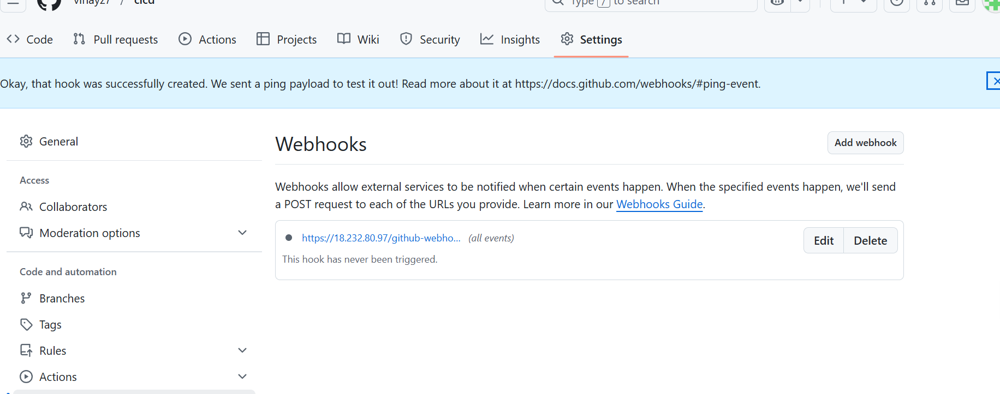 vinay27 / cicd
Type / to search
Code Pull requests Actions Projects Wiki Security Insights Settings
Okay, that hook was successfully created. We sent a ping payload to test it out! Read more about it at https://docs.github.com/webhooks/#ping-event.
General
Access
Collaborators
Moderation options
Code and automation
Branches
Tags
Rules
Actions
Webhooks
Add webhook
Webhooks allow external services to be notified when certain events happen. When the specified events happen, we'll send
a POST request to each of the URLs you provide. Learn more in our Webhooks Guide.
https://18.232.80.97/github-webho... (all events)
Edit Delete
This hook has never been triggered.